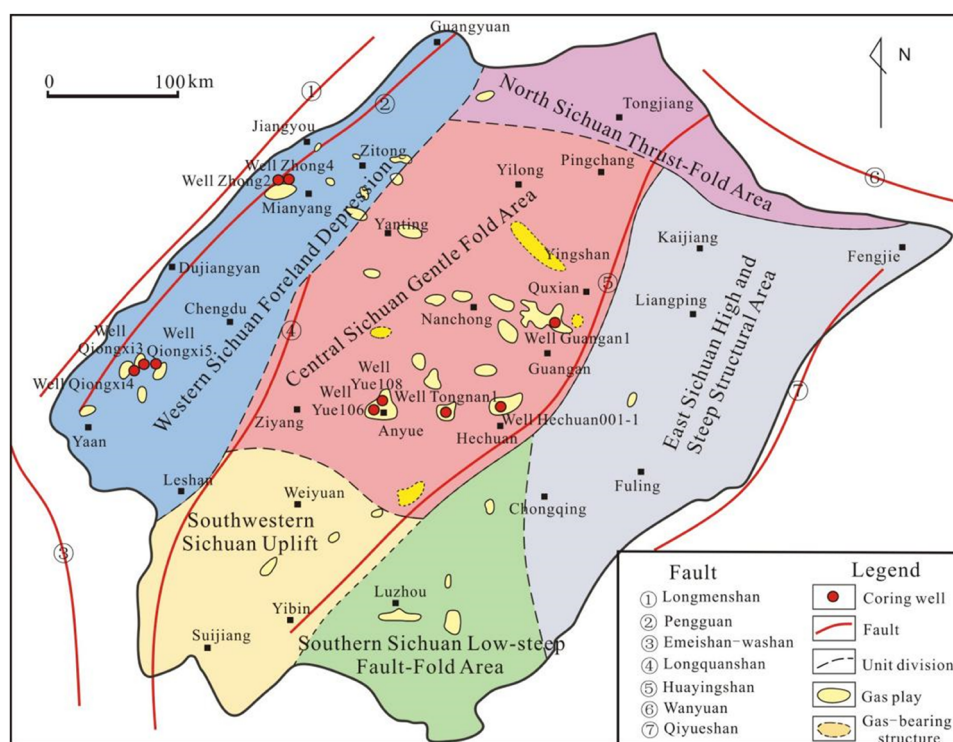 Guangyuan
N
0
100km
①
②
North Sichuan Thrust-Fold Area
Tongjiang
Jiangyou
Well Zhong4
Well Zhong2
Zitong
Mianyang
Pingchang
Yilong
⑥
Yanting
Yingshan
Kaijiang
Fengjie
Dujiangyan
Western Sichuan Foreland Depression
Central Sichuan Gentle Fold Area
East Sichuan High and
Steep Structural Area
Quxian
⑤
Liangping
Chengdu
Nanchong
④
Well
Qiongxi3
Well
Qiongxi5
Well Qiongxi4
Well Guangan1
Guangan
⑦
Well
Yue108
Well
Yue106
Well Tongnan1
Well Hechuan001-1
Ziyang
Anyue
Hechuan
Yaan
Leshan
Weiyuan
Chongqing
Fuling
Southwestern
Sichuan Uplift
③
Luzhou
Yibin
Suijiang
Southern Sichuan Low-steep
Fault-Fold Area
Fault
① Longmenshan
② Pengguan
③ Emeishan-washan
④ Longquanshan
⑤ Huayingshan
⑥ Wanyuan
⑦ Qiyueshan
Legend
Coring well
Fault
Unit division
Gas play
Gas-bearing
structure